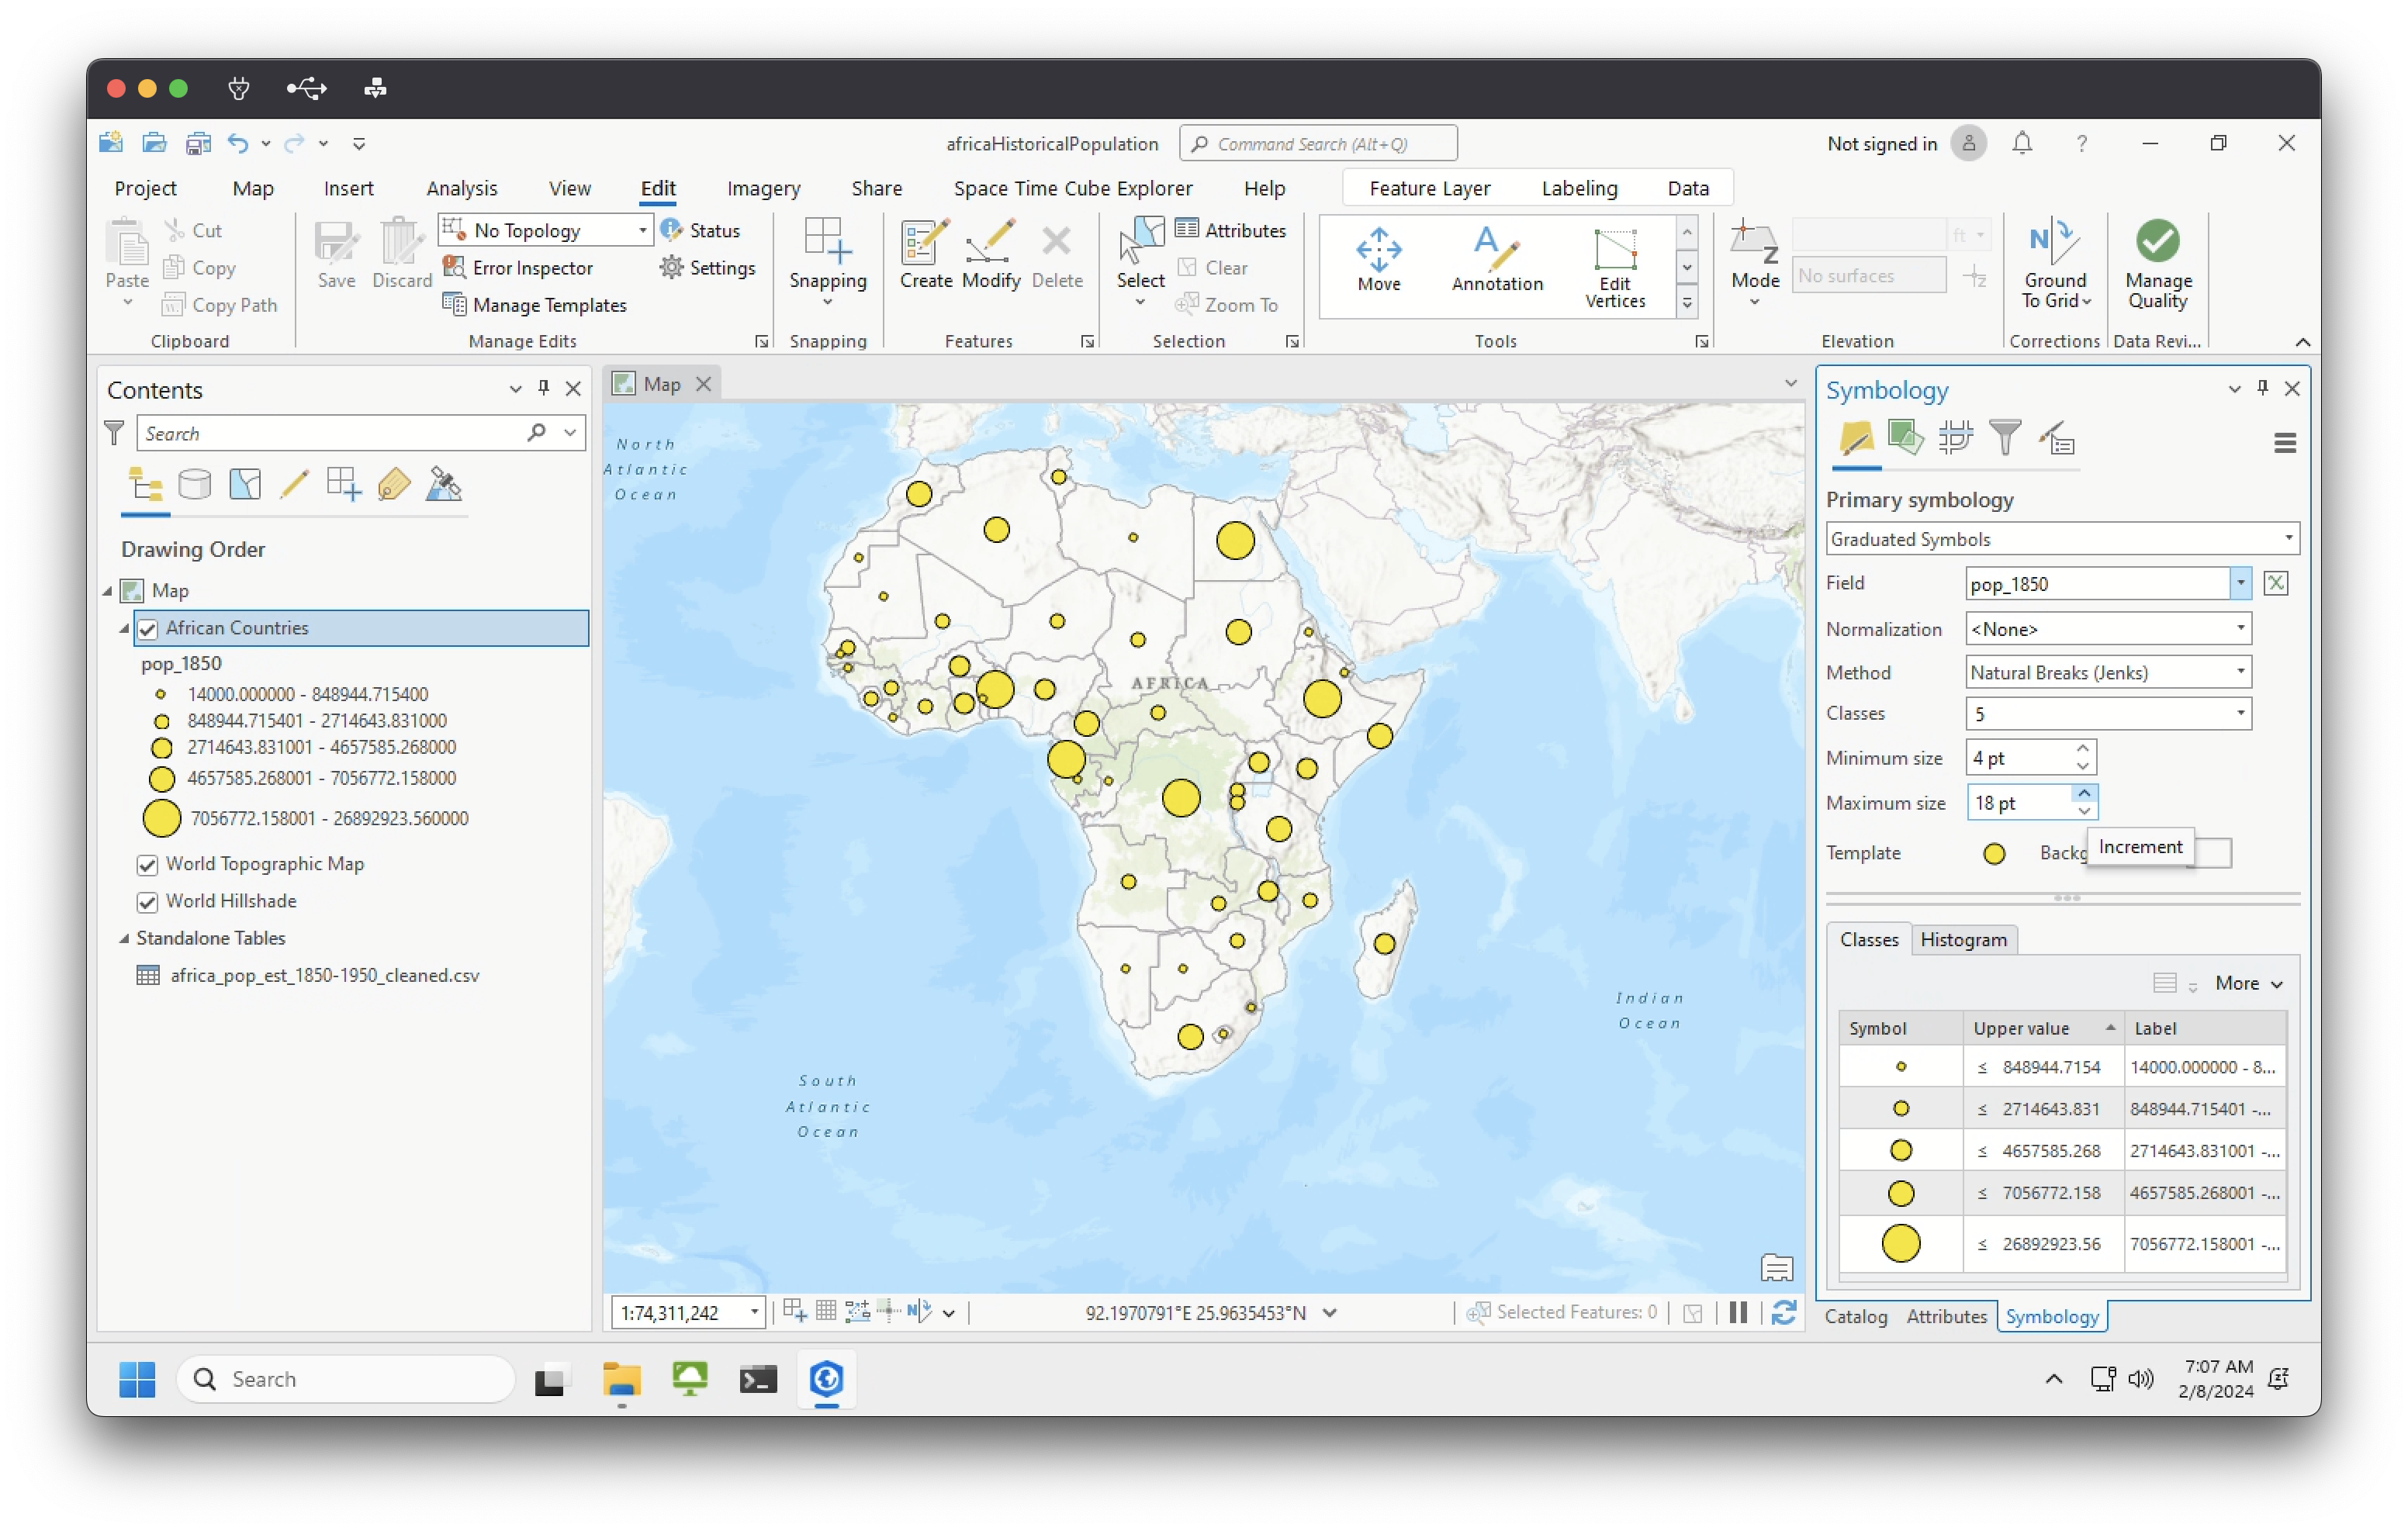 africaHistoricalPopulation
Command Search (Alt+Q)
Not signed in
Project Map Insert Analysis View Edit Imagery Share Space Time Cube Explorer Help Feature Layer Labeling Data
Paste
Cut
Copy
Copy Path
Clipboard
Save
Discard
No Topology
Status
Error Inspector
Settings
Manage Templates
Manage Edits
Snapping
Snapping
Create
Modify
Delete
Features
Select
Attributes
Clear
Zoom To
Selection
Move
Annotation
Edit
Vertices
Tools
Mode
ft
No surfaces
Elevation
Ground
To Grid
Corrections
Manage
Quality
Data Revi...
Contents
Search
Drawing Order
Map
African Countries
pop_1850
14000.000000 - 848944.715400
848944.715401 - 2714643.831000
2714643.831001 - 4657585.268000
4657585.268001 - 7056772.158000
7056772.158001 - 26892923.560000
World Topographic Map
World Hillshade
Standalone Tables
africa_pop_est_1850-1950_cleaned.csv
Map
North
Atlantic
Ocean
AFRICA
Indian
Ocean
South
Atlantic
Ocean
1:74,311,242
92.1970791°E 25.9635453°N
Selected Features: 0
Symbology
Primary symbology
Graduated Symbols
Field pop_1850
Normalization <None>
Method Natural Breaks (Jenks)
Classes 5
Minimum size 4 pt
Maximum size 18 pt
Template Backg
Increment
Classes Histogram
More
Symbol Upper value Label
≤ 848944.7154 14000.000000 - 8...
≤ 2714643.831 848944.715401 -...
≤ 4657585.268 2714643.831001 -...
≤ 7056772.158 4657585.268001 -...
≤ 26892923.56 7056772.158001 -...
Catalog Attributes Symbology
Search
7:07 AM
2/8/2024